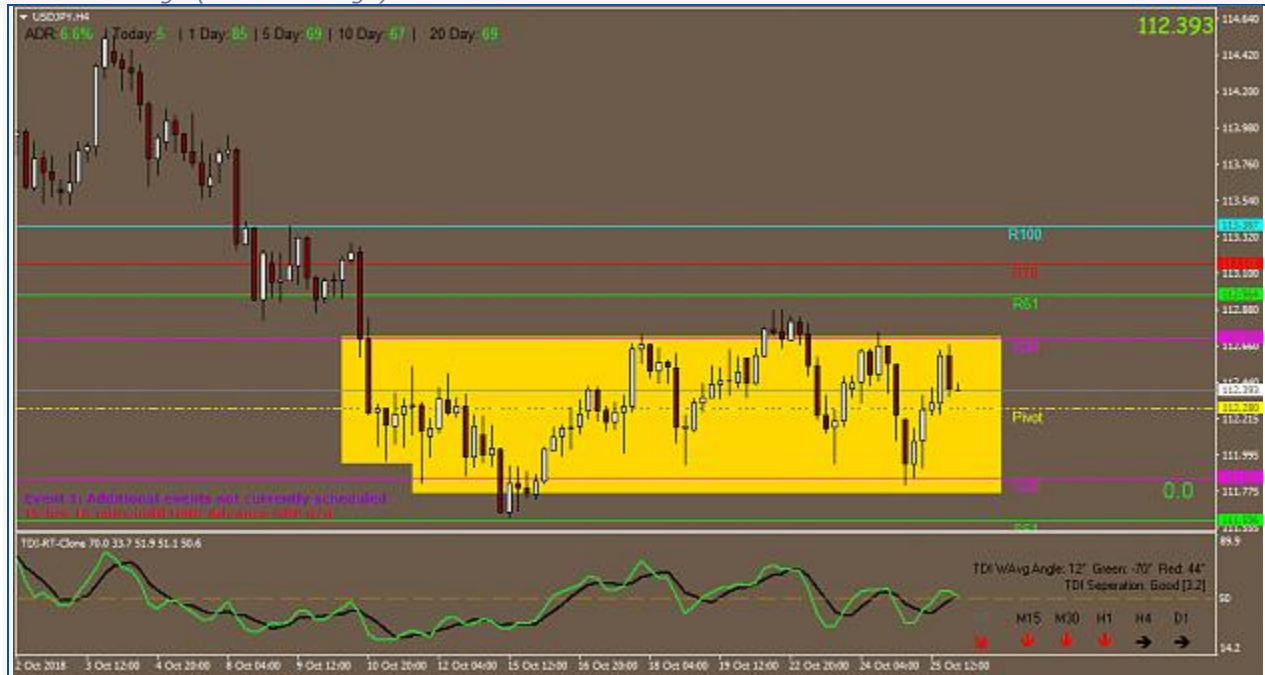 USDJPY,H4
ADR: 6.6% | Today: 5 | 1 Day: 85 | 5 Day: 69 | 10 Day: 67 | 20 Day: 69
112.393
114.640
114.420
114.200
113.980
113.760
113.540
R100
113.320
113.100
R61
112.880
112.660
112.440
112.393
Pivot
112.215
111.995
111.775
0.0
Event 1: Additional events not currently scheduled
TDI-RT-Clone 70.0 33.7 51.9 51.1 50.6
89.9
TDI WAvg Angle: 12° Green: -70° Red: 44°
TDI Seperation: Good [3.2]
50
M15 M30 H1 H4 D1
14.2
2 Oct 2018 3 Oct 12:00 4 Oct 20:00 8 Oct 04:00 9 Oct 12:00 10 Oct 20:00 12 Oct 04:00 15 Oct 12:00 16 Oct 20:00 18 Oct 04:00 19 Oct 12:00 22 Oct 20:00 24 Oct 04:00 25 Oct 12:00